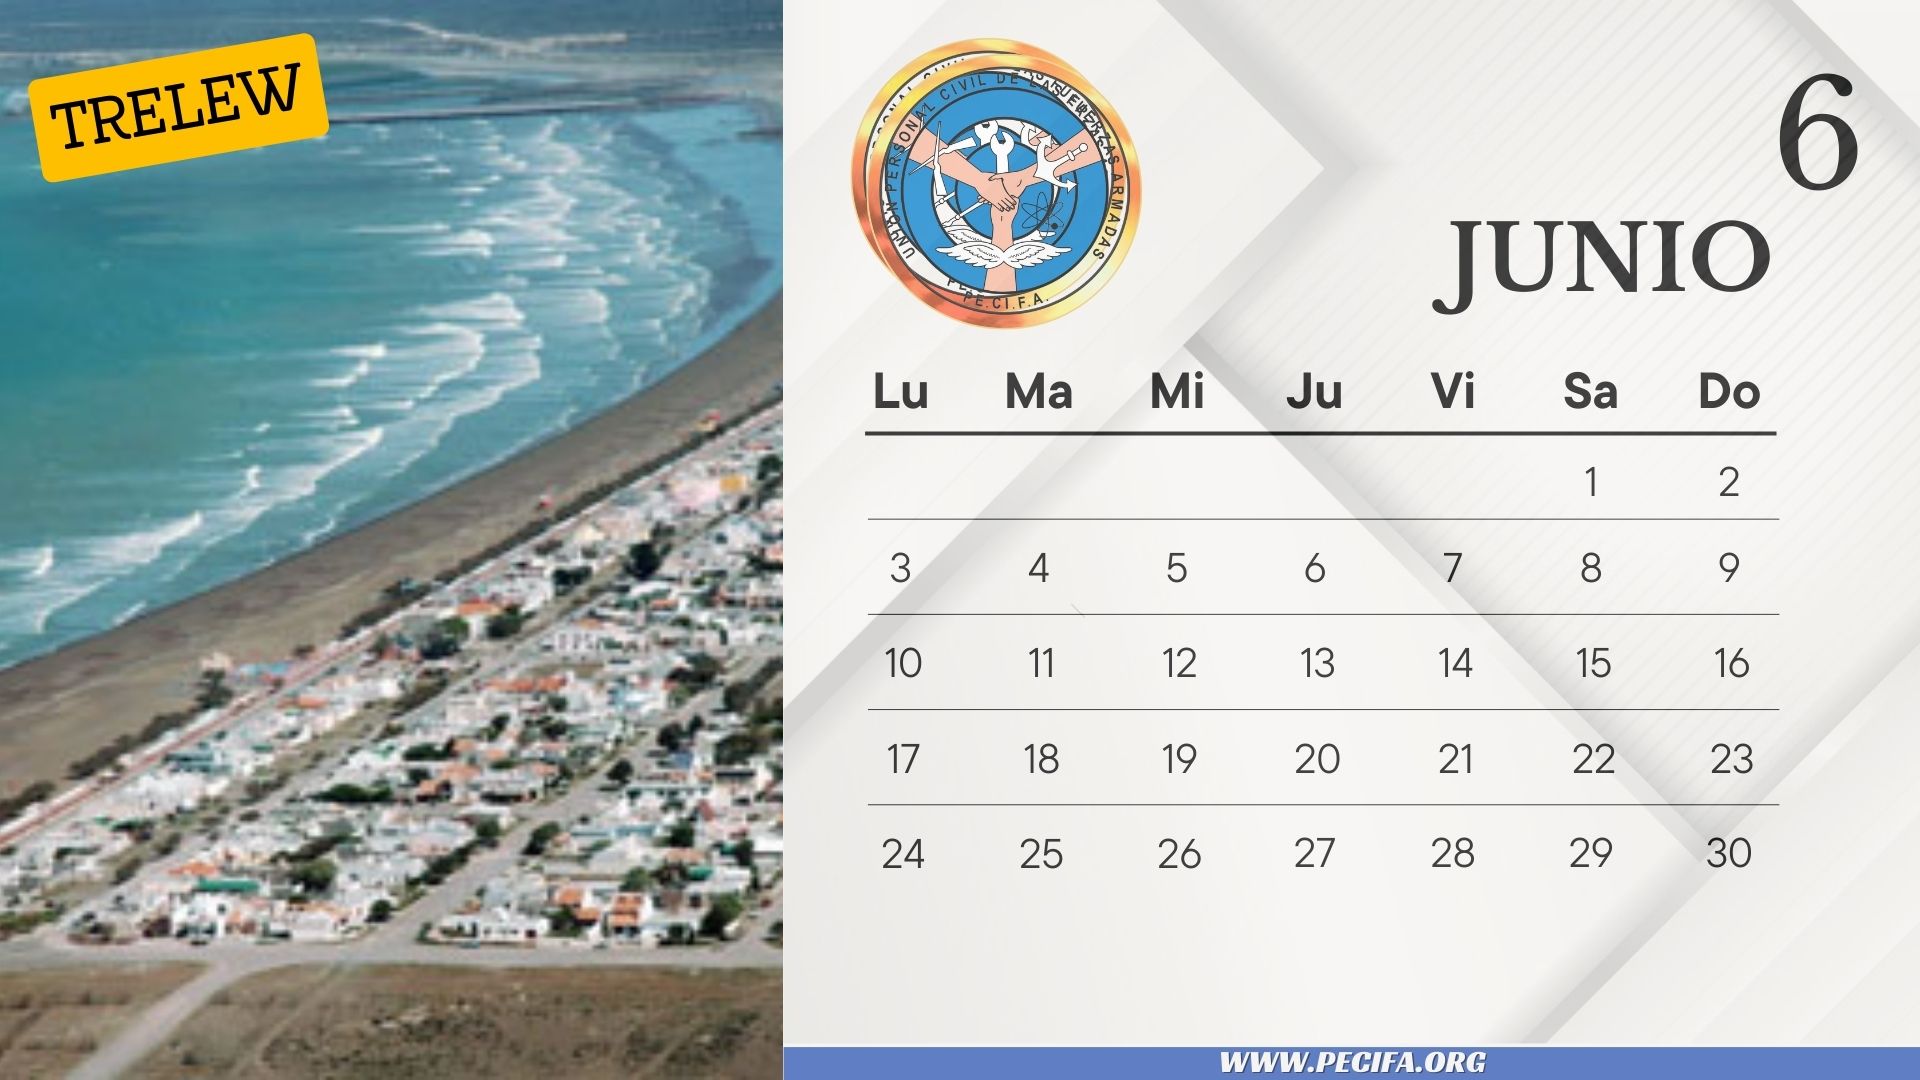 TRELEW
UNION PERSONAL CIVIL DE LAS FUERZAS ARMADAS
PE.CI.F.A.
6
JUNIO
Lu Ma Mi Ju Vi Sa Do
1 2
3 4 5 6 7 8 9
10 11 12 13 14 15 16
17 18 19 20 21 22 23
24 25 26 27 28 29 30
WWW.PECIFA.ORG